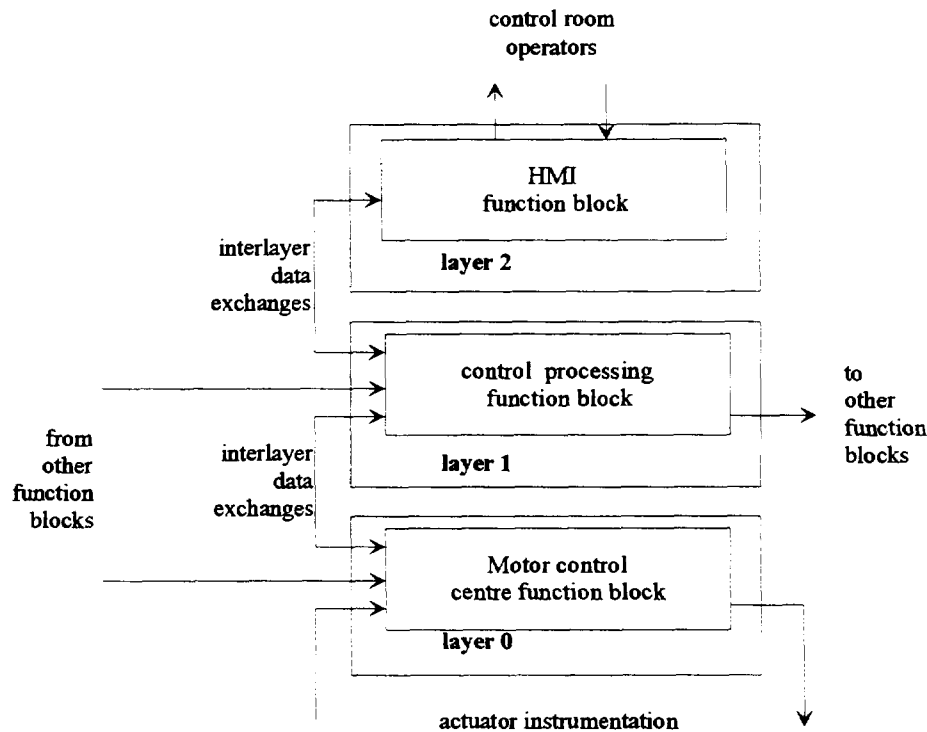 control room
operators
HMI
function block
interlayer
data
exchanges
layer 2
control processing
function block
to
other
function
blocks
from
other
function
blocks
interlayer
data
exchanges
layer 1
Motor control
centre function block
layer 0
actuator instrumentation